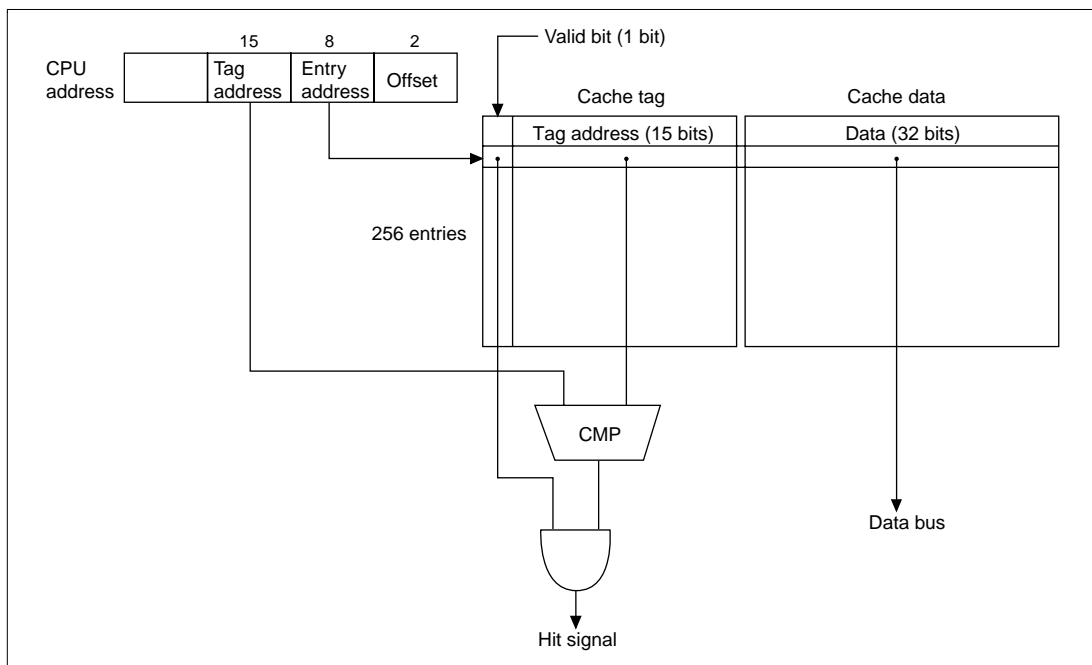 15 8 2
Valid bit (1 bit)
CPU
address
Tag
address
Entry
address
Offset
Cache tag
Cache data
Tag address (15 bits)
Data (32 bits)
256 entries
CMP
Data bus
Hit signal